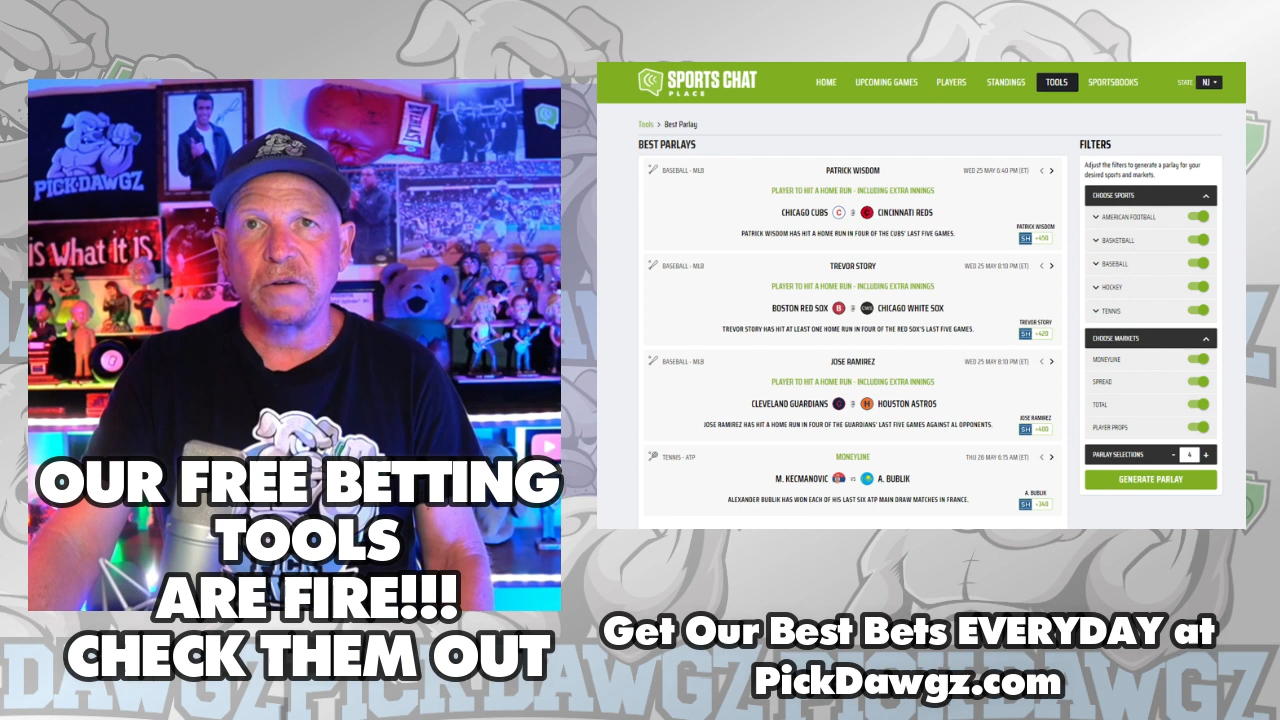 PICK DAWGZ
is What it IS
OUR FREE BETTING
TOOLS
ARE FIRE!!!
CHECK THEM OUT
SPORTS CHAT
PLACE
HOME
UPCOMING GAMES
PLAYERS
STANDINGS
TOOLS
SPORTSBOOKS
STATE
NJ
Tools > Best Parlay
BEST PARLAYS
BASEBALL - MLB
PATRICK WISDOM
WED 25 MAY 6:40 PM (ET)
PLAYER TO HIT A HOME RUN - INCLUDING EXTRA INNINGS
CHICAGO CUBS @ CINCINNATI REDS
PATRICK WISDOM HAS HIT A HOME RUN IN FOUR OF THE CUBS' LAST FIVE GAMES.
PATRICK WISDOM
SH +450
BASEBALL - MLB
TREVOR STORY
WED 25 MAY 8:10 PM (ET)
PLAYER TO HIT A HOME RUN - INCLUDING EXTRA INNINGS
BOSTON RED SOX @ CHICAGO WHITE SOX
TREVOR STORY HAS HIT AT LEAST ONE HOME RUN IN FOUR OF THE RED SOX'S LAST FIVE GAMES.
TREVOR STORY
SH +420
BASEBALL - MLB
JOSE RAMIREZ
WED 25 MAY 8:10 PM (ET)
PLAYER TO HIT A HOME RUN - INCLUDING EXTRA INNINGS
CLEVELAND GUARDIANS @ HOUSTON ASTROS
JOSE RAMIREZ HAS HIT A HOME RUN IN FOUR OF THE GUARDIANS' LAST FIVE GAMES AGAINST AL OPPONENTS.
JOSE RAMIREZ
SH +400
TENNIS - ATP
MONEYLINE
THU 26 MAY 6:15 AM (ET)
M. KECMANOVIC VS A. BUBLIK
ALEXANDER BUBLIK HAS WON EACH OF HIS LAST SIX ATP MAIN DRAW MATCHES IN FRANCE.
A. BUBLIK
SH +340
FILTERS
Adjust the filters to generate a parlay for your
desired sports and markets.
CHOOSE SPORTS
AMERICAN FOOTBALL
BASKETBALL
BASEBALL
HOCKEY
TENNIS
CHOOSE MARKETS
MONEYLINE
SPREAD
TOTAL
PLAYER PROPS
PARLAY SELECTIONS - 4 +
GENERATE PARLAY
Get Our Best Bets EVERYDAY at
PickDawgz.com